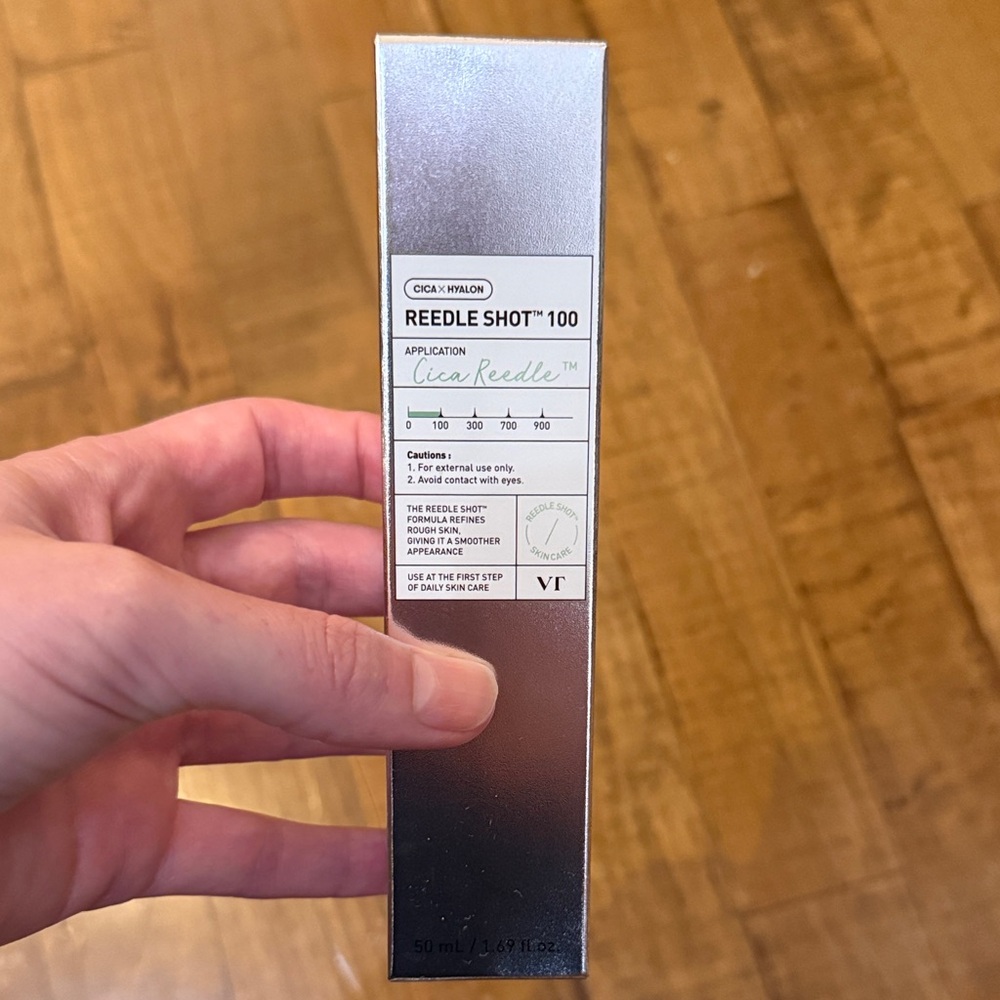 CICA×HYALON
REEDLE SHOT™ 100
APPLICATION
Cica Reedle™
0 100 300 700 900
Cautions :
1. For external use only.
2. Avoid contact with eyes.
THE REEDLE SHOT™
FORMULA REFINES
ROUGH SKIN,
GIVING IT A SMOOTHER
APPEARANCE
REEDLE SHOT™
SKIN CARE
USE AT THE FIRST STEP
OF DAILY SKIN CARE
VT
50 mL / 1.69 fl.oz.